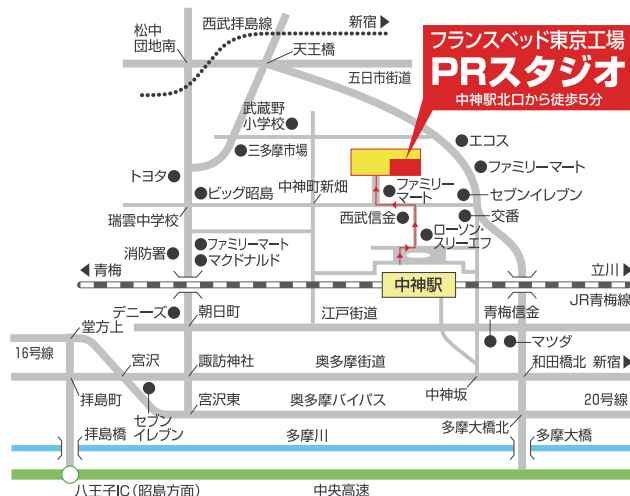 松中
団地南
西武拝島線
新宿▶
天王橋
五日市街道
フランスベッド東京工場
PRスタジオ
中神駅北口から徒歩5分
武蔵野
小学校
三多摩市場
エコス
ファミリーマート
トヨタ
ビッグ昭島
中神町新畑
ファミリー
マート
セブンイレブン
瑞雲中学校
西武信金
交番
ローソン・
スリーエフ
消防署
ファミリーマート
マクドナルド
◀青梅
立川▶
中神駅
JR青梅線
デニーズ
朝日町
江戸街道
青梅信金
マツダ
堂方上
16号線
宮沢
諏訪神社
奥多摩街道
和田橋北
新宿▶
中神坂
拝島町
セブン
イレブン
宮沢東
奥多摩バイパス
20号線
多摩大橋北
拝島橋
多摩川
多摩大橋
八王子IC(昭島方面)
中央高速